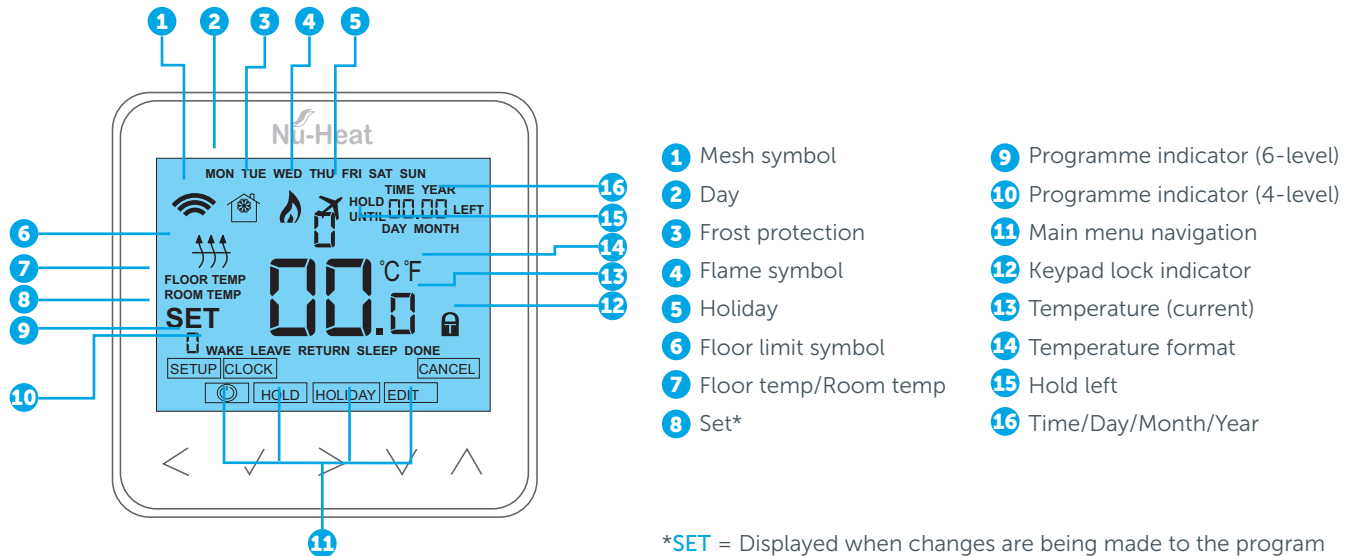 1 2 3 4 5
Nu-Heat
MON TUE WED THU FRI SAT SUN
TIME YEAR
HOLD 00.00 LEFT
UNTIL
DAY MONTH
0
16
15
14
13
12
6
7
8
9
10
FLOOR TEMP
ROOM TEMP
00.0 °C °F
SET
0
WAKE LEAVE RETURN SLEEP DONE
SETUP CLOCK CANCEL
HOLD HOLIDAY EDIT
11
1 Mesh symbol
2 Day
3 Frost protection
4 Flame symbol
5 Holiday
6 Floor limit symbol
7 Floor temp/Room temp
8 Set*
9 Programme indicator (6-level)
10 Programme indicator (4-level)
11 Main menu navigation
12 Keypad lock indicator
13 Temperature (current)
14 Temperature format
15 Hold left
16 Time/Day/Month/Year
*SET = Displayed when changes are being made to the program